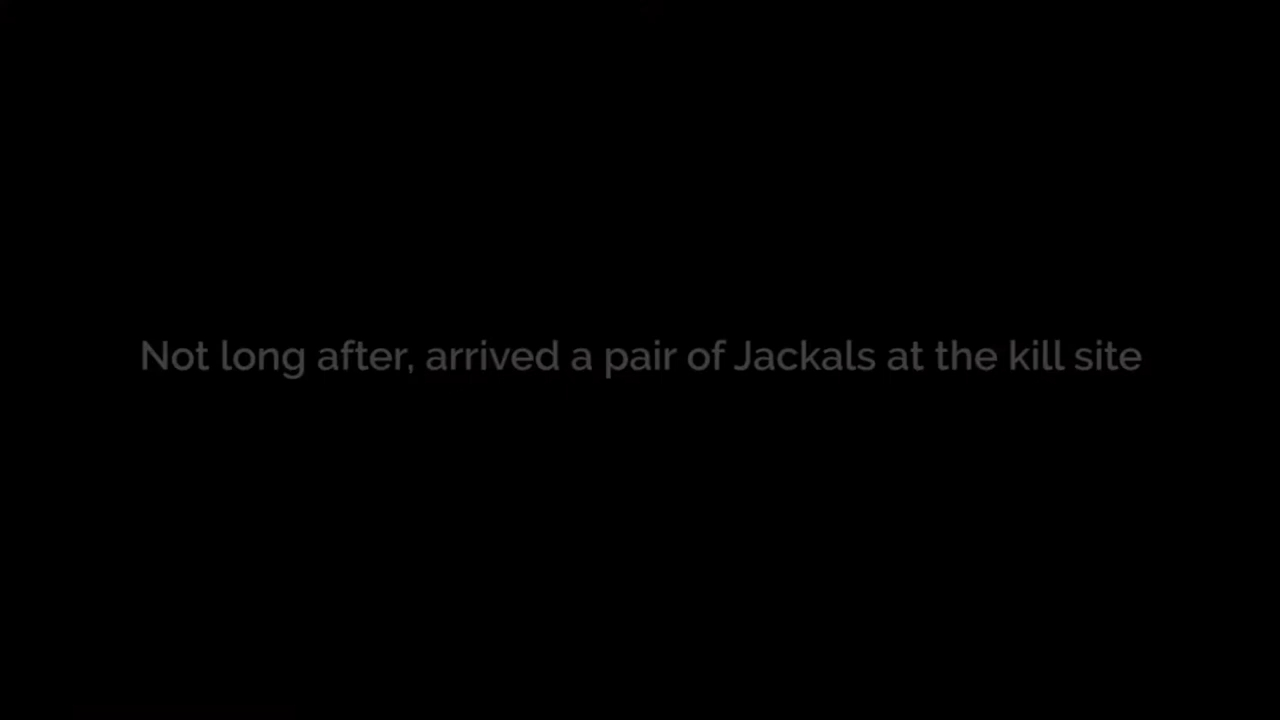 Not long after, arrived a pair of Jackals at the kill site